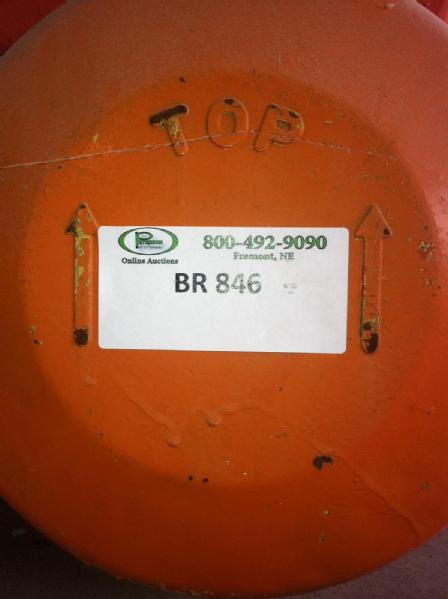 TOP
800-492-9090
Fremont, NE
Online Auctions
BR 846